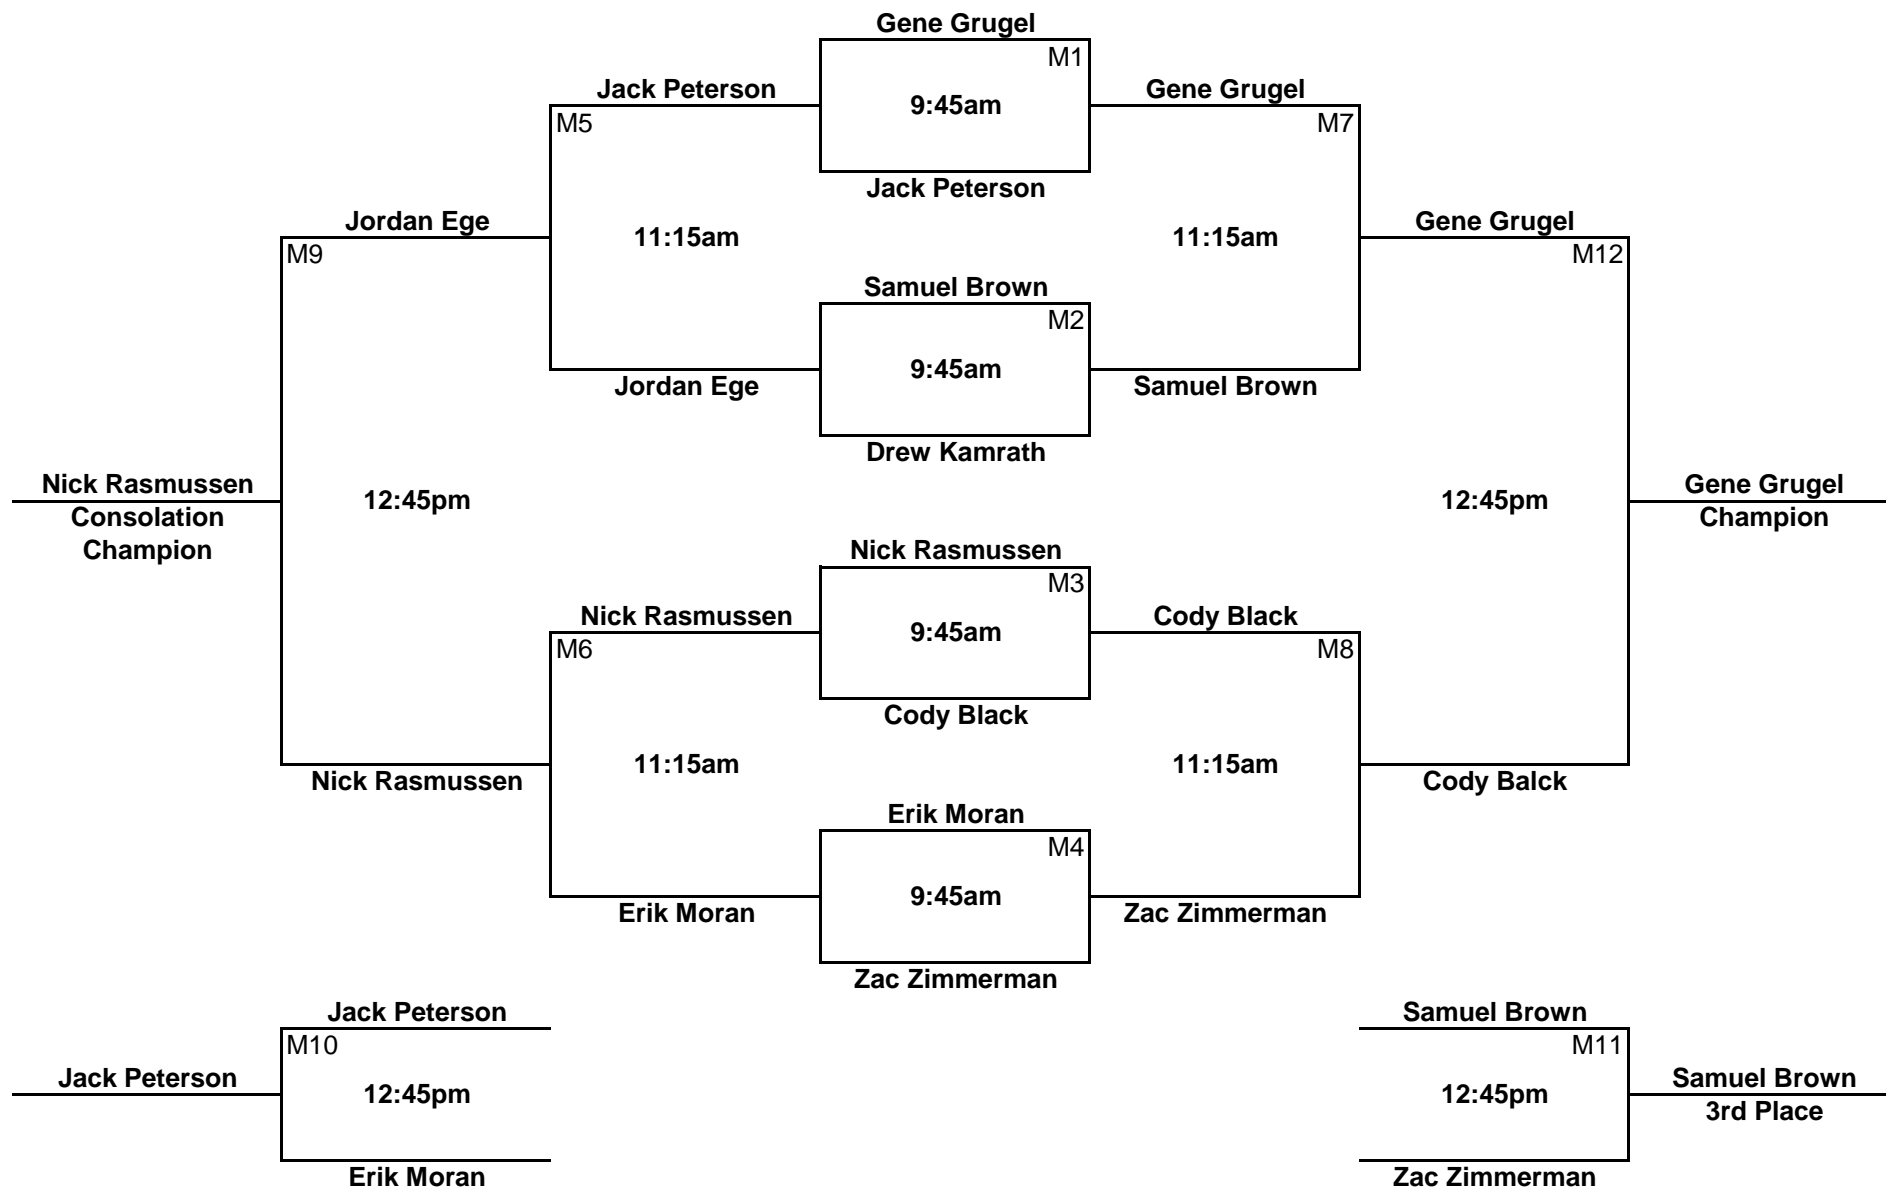 Gene Grugel
M1
Jack Peterson
9:45am
Gene Grugel
M5
M7
Jack Peterson
Jordan Ege
11:15am
11:15am
Gene Grugel
M9
M12
Samuel Brown
M2
9:45am
Jordan Ege
Samuel Brown
Drew Kamrath
Nick Rasmussen
12:45pm
12:45pm
Gene Grugel
Consolation
Champion
Champion
Nick Rasmussen
M3
Nick Rasmussen
9:45am
Cody Black
M6
M8
Cody Black
11:15am
11:15am
Nick Rasmussen
Cody Balck
Erik Moran
M4
9:45am
Erik Moran
Zac Zimmerman
Zac Zimmerman
Jack Peterson
Samuel Brown
M10
M11
Jack Peterson
12:45pm
12:45pm
Samuel Brown
3rd Place
Erik Moran
Zac Zimmerman